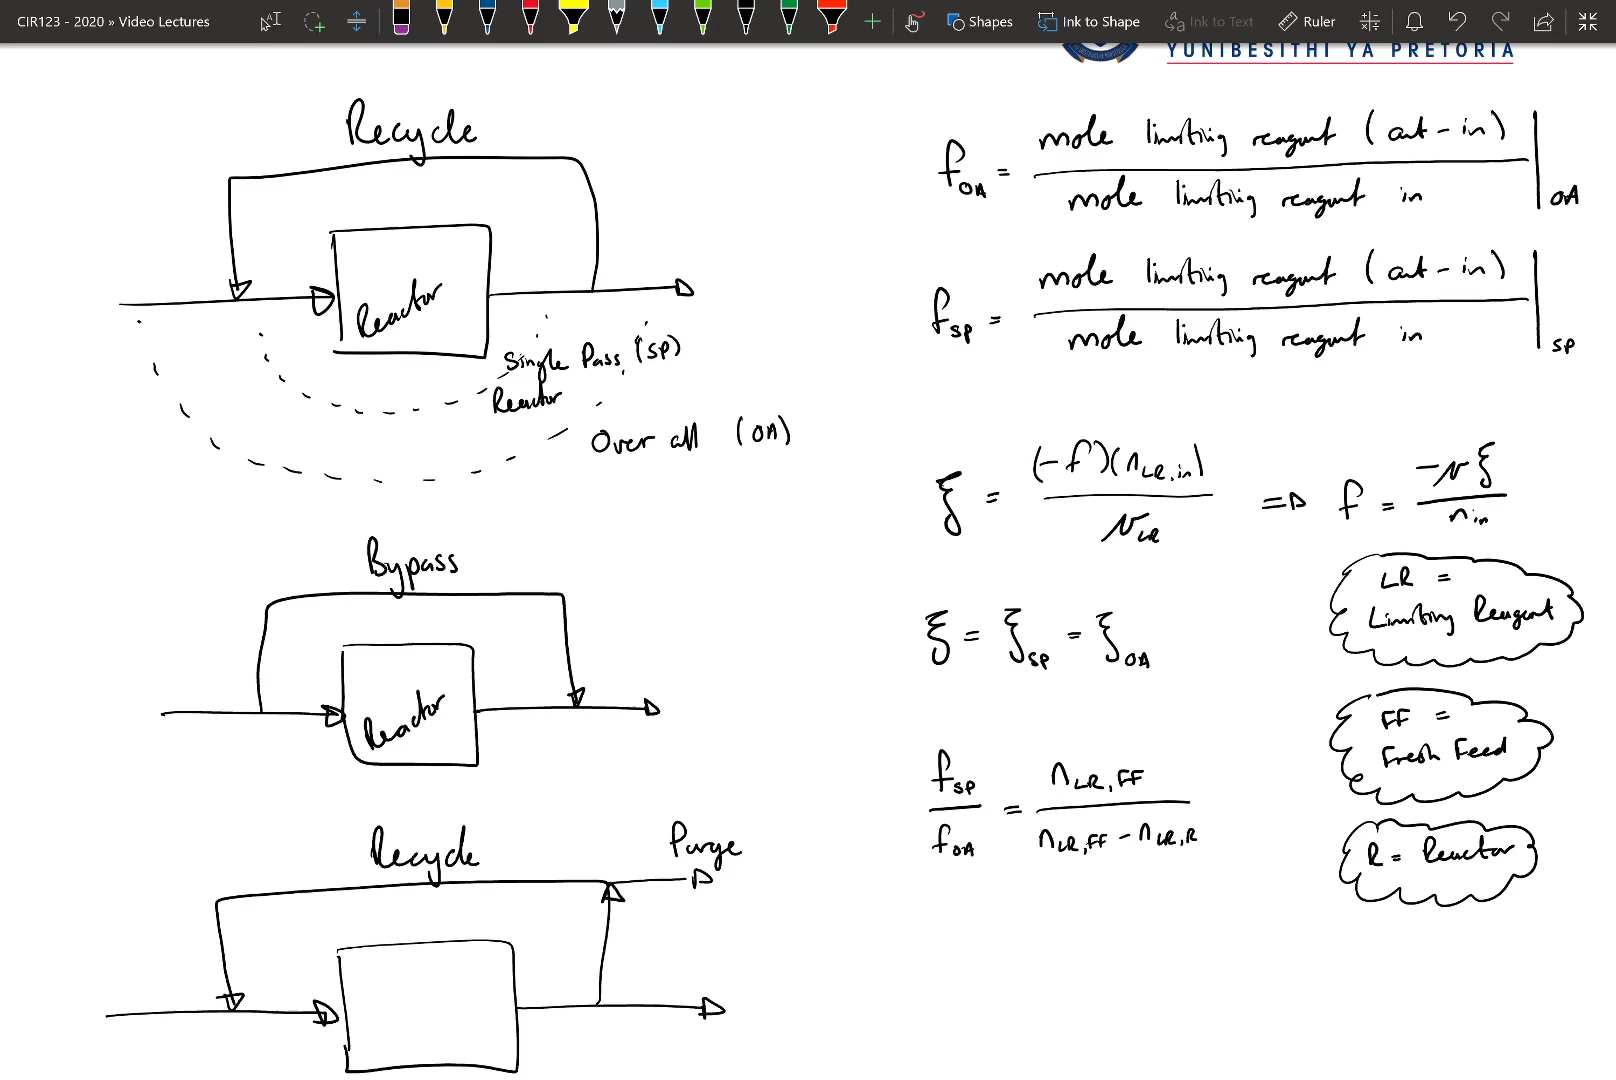 CIR123 - 2020 » Video Lectures
Shapes
Ink to Shape
Ink to Text
Ruler
YUNIBESITHI YA PRETORIA
Recycle
Reactor
Single Pass (SP)
Reactor
Over all (OA)
Bypass
Reactor
Recycle
Purge
f_OA = mole limiting reagent (out - in) / mole limiting reagent in |_OA
f_SP = mole limiting reagent (out - in) / mole limiting reagent in |_SP
ξ = (-f)(n_LR,in) / ν_LR ⇒ f = -νξ / n_in
ξ = ξ_SP = ξ_OA
f_SP / f_OA = n_LR,FF / n_LR,FF - n_LR,R
LR =
Limiting Reagent
FF =
Fresh Feed
R = Reactor